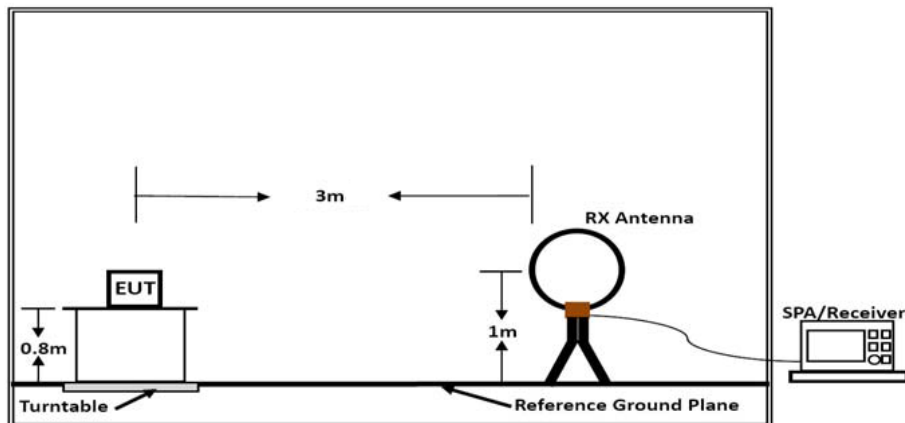 3m
RX Antenna
EUT
SPA/Receiver
0.8m
1m
Turntable
Reference Ground Plane